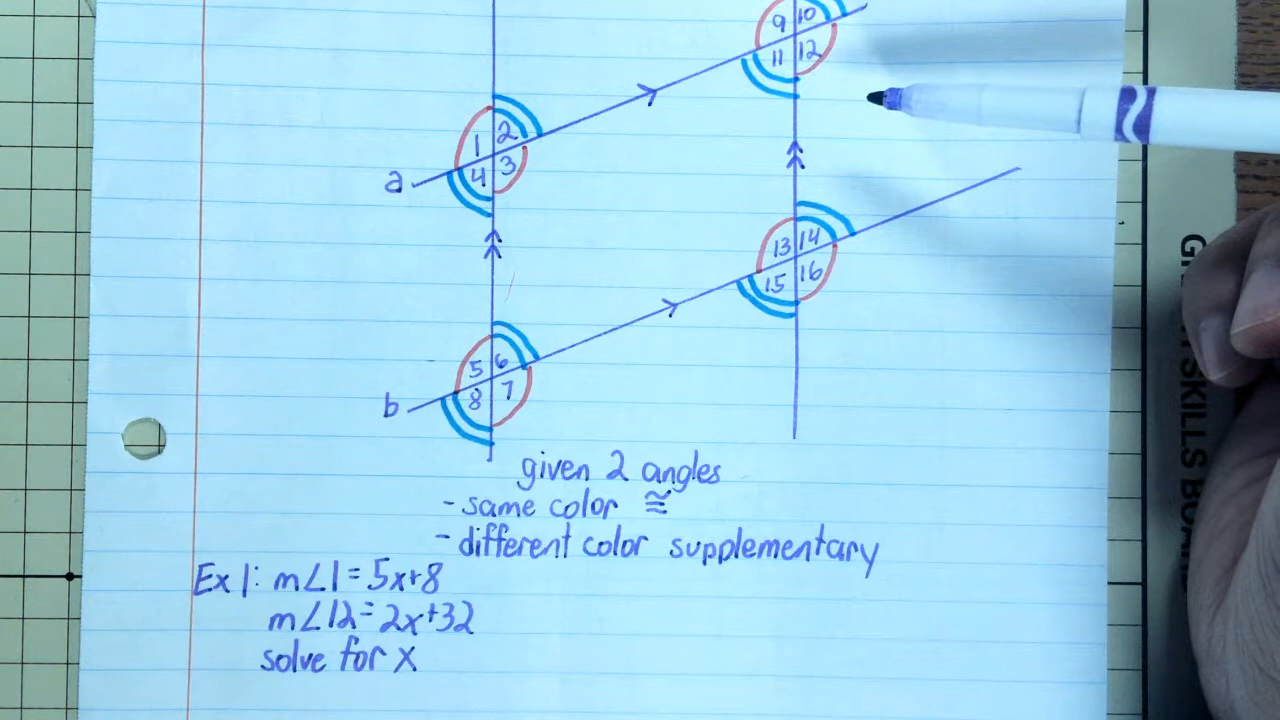 9 10
11 12
1 2
a 4 3
13 14
15 16
5 6
b 8 7
given 2 angles
- same color ≅
- different color supplementary
Ex 1: m∠1 = 5x+8
m∠12 = 2x+32
solve for x